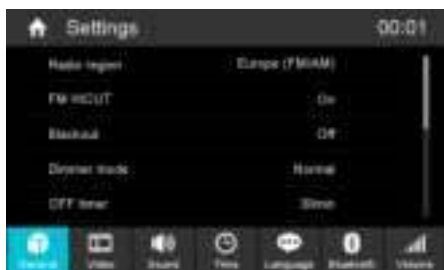 Settings 00:01
Radio region Europe (FM/AM)
FM HICUT On
Blackout Off
Dimmer mode Normal
OFF timer
General Video Sound Time Language Bluetooth Volume